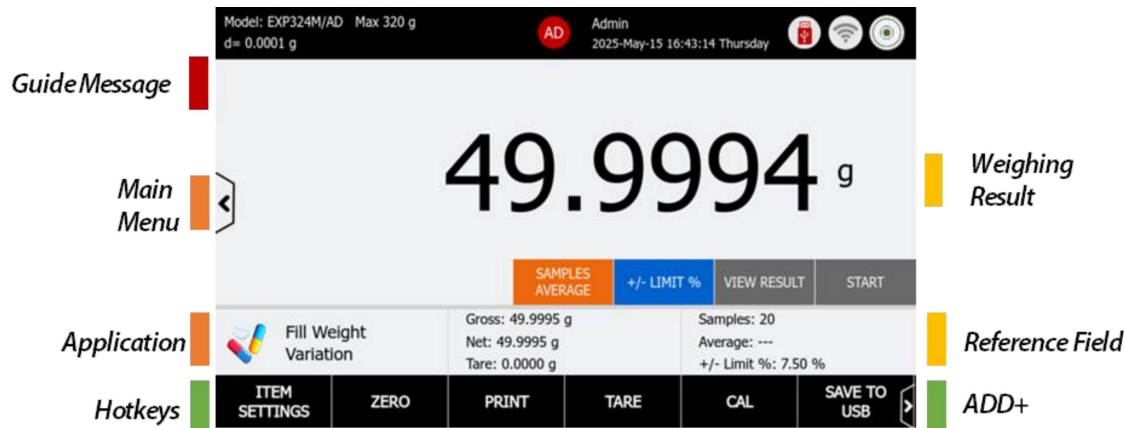 Model: EXP324M/AD Max 320 g
d= 0.0001 g
AD
Admin
2025-May-15 16:43:14 Thursday
Guide Message
49.9994 g
Main
Menu
Weighing
Result
SAMPLES
AVERAGE
+/- LIMIT %
VIEW RESULT
START
Application
Fill Weight
Variation
Gross: 49.9995 g
Net: 49.9995 g
Tare: 0.0000 g
Samples: 20
Average: ---
+/- Limit %: 7.50 %
Reference Field
Hotkeys
ITEM
SETTINGS
ZERO
PRINT
TARE
CAL
SAVE TO
USB
ADD+